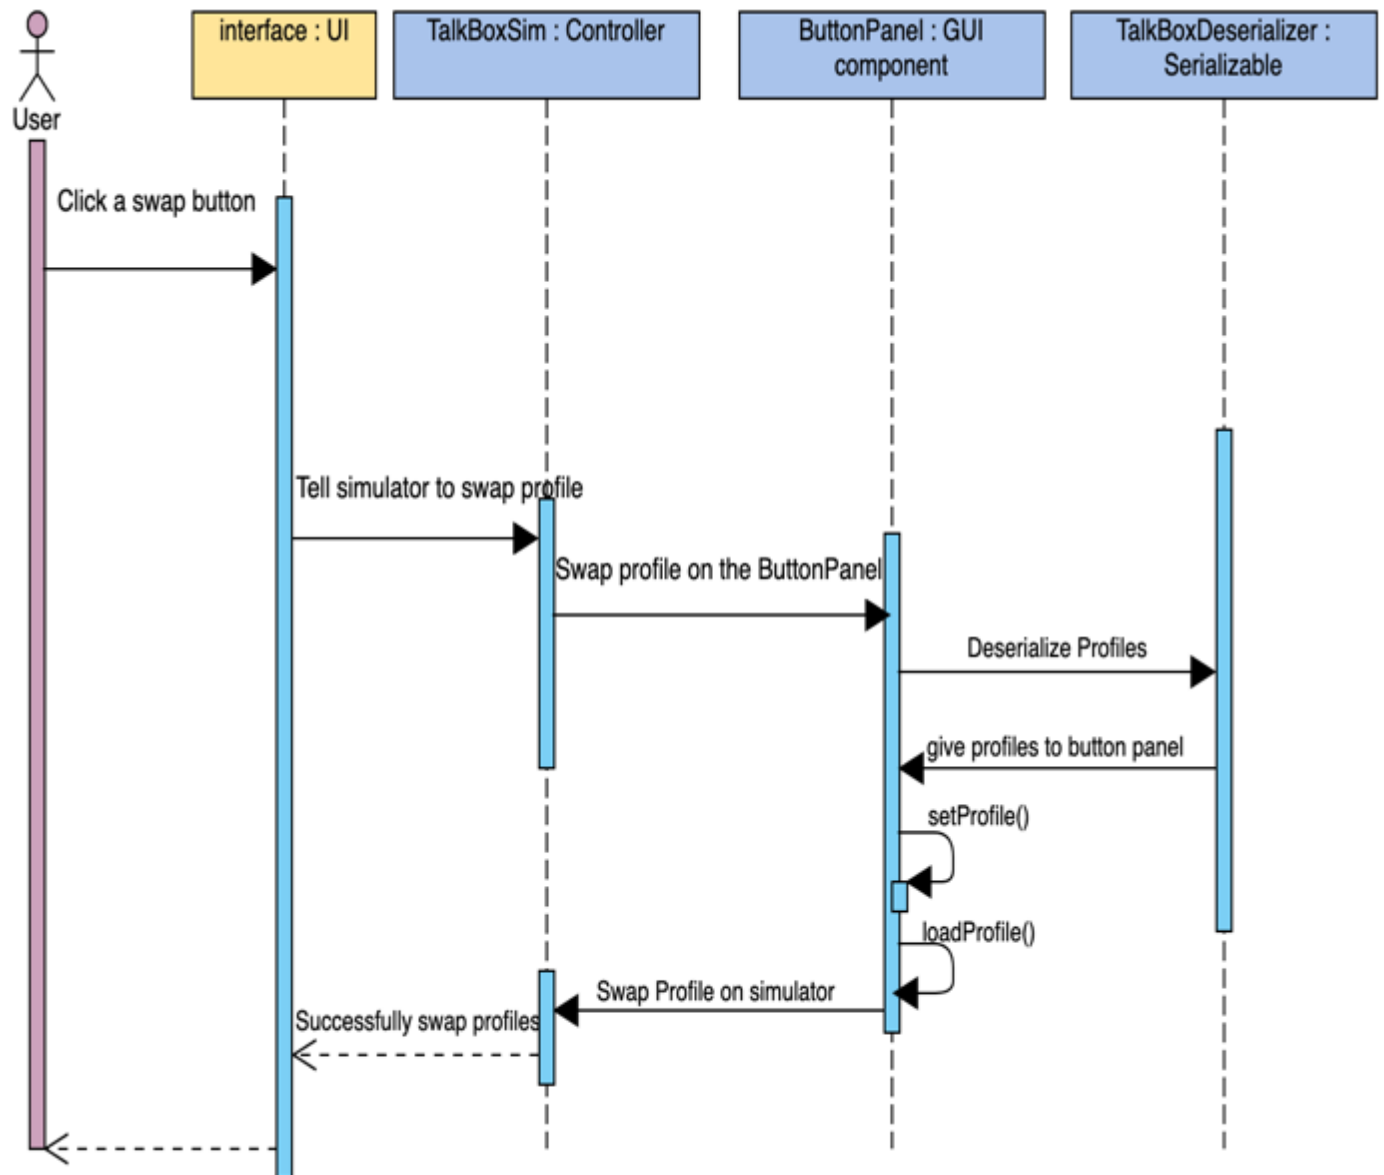 interface : UI
TalkBoxSim : Controller
ButtonPanel : GUI
component
TalkBoxDeserializer :
Serializable
User
Click a swap button
Tell simulator to swap profile
Swap profile on the ButtonPanel
Deserialize Profiles
give profiles to button panel
setProfile()
loadProfile()
Swap Profile on simulator
Successfully swap profiles